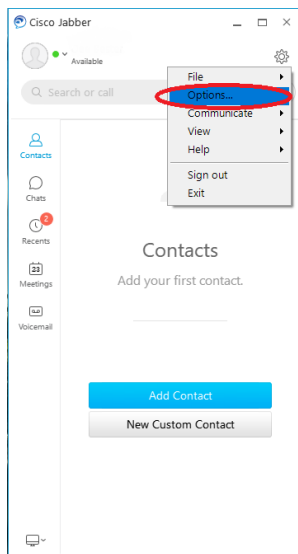 Cisco Jabber
Available
Search or call
File
Options...
Communicate
View
Help
Sign out
Exit
Contacts
Chats
2
Recents
23
Meetings
Voicemail
Contacts
Add your first contact.
Add Contact
New Custom Contact